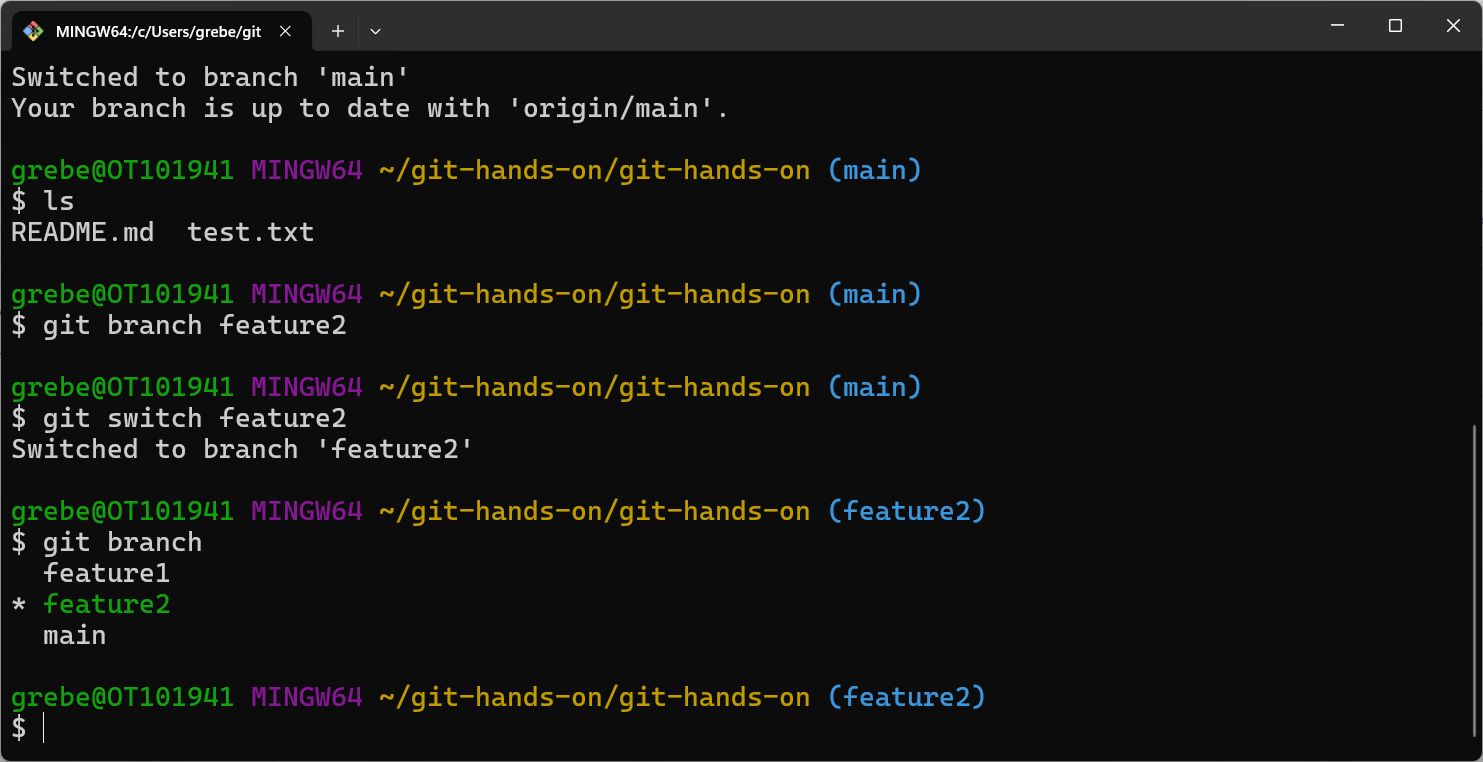 MINGW64:/c/Users/grebe/git
Switched to branch 'main'
Your branch is up to date with 'origin/main'.
grebe@OT101941 MINGW64 ~/git-hands-on/git-hands-on (main)
$ ls
README.md  test.txt
grebe@OT101941 MINGW64 ~/git-hands-on/git-hands-on (main)
$ git branch feature2
grebe@OT101941 MINGW64 ~/git-hands-on/git-hands-on (main)
$ git switch feature2
Switched to branch 'feature2'
grebe@OT101941 MINGW64 ~/git-hands-on/git-hands-on (feature2)
$ git branch
  feature1
* feature2
  main
grebe@OT101941 MINGW64 ~/git-hands-on/git-hands-on (feature2)
$